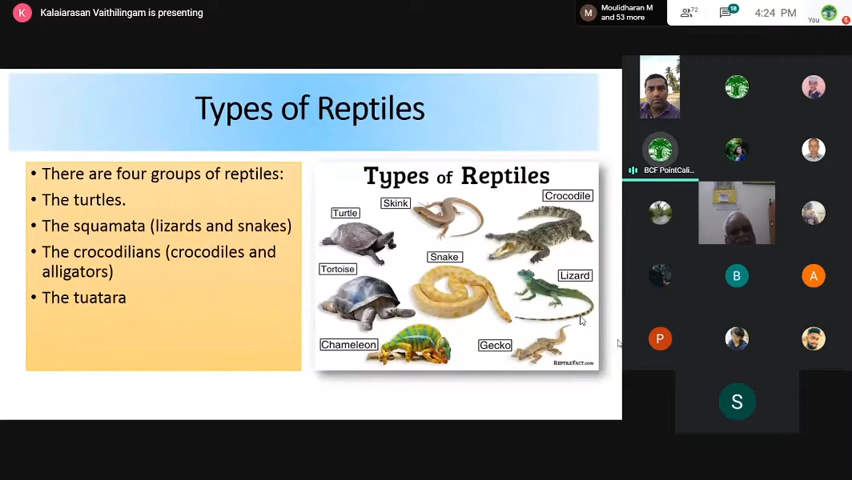 K Kalaiarasan Vaithilingam is presenting
M Moulidharan M
and 53 more
72
18
4:24 PM
You
Types of Reptiles
• There are four groups of reptiles:
• The turtles.
• The squamata (lizards and snakes)
• The crocodilians (crocodiles and
alligators)
• The tuatara
Types of Reptiles
Turtle
Skink
Crocodile
Tortoise
Snake
Lizard
Chameleon
Gecko
ReptileFact.com
BCF PointCali...
B
A
P
S